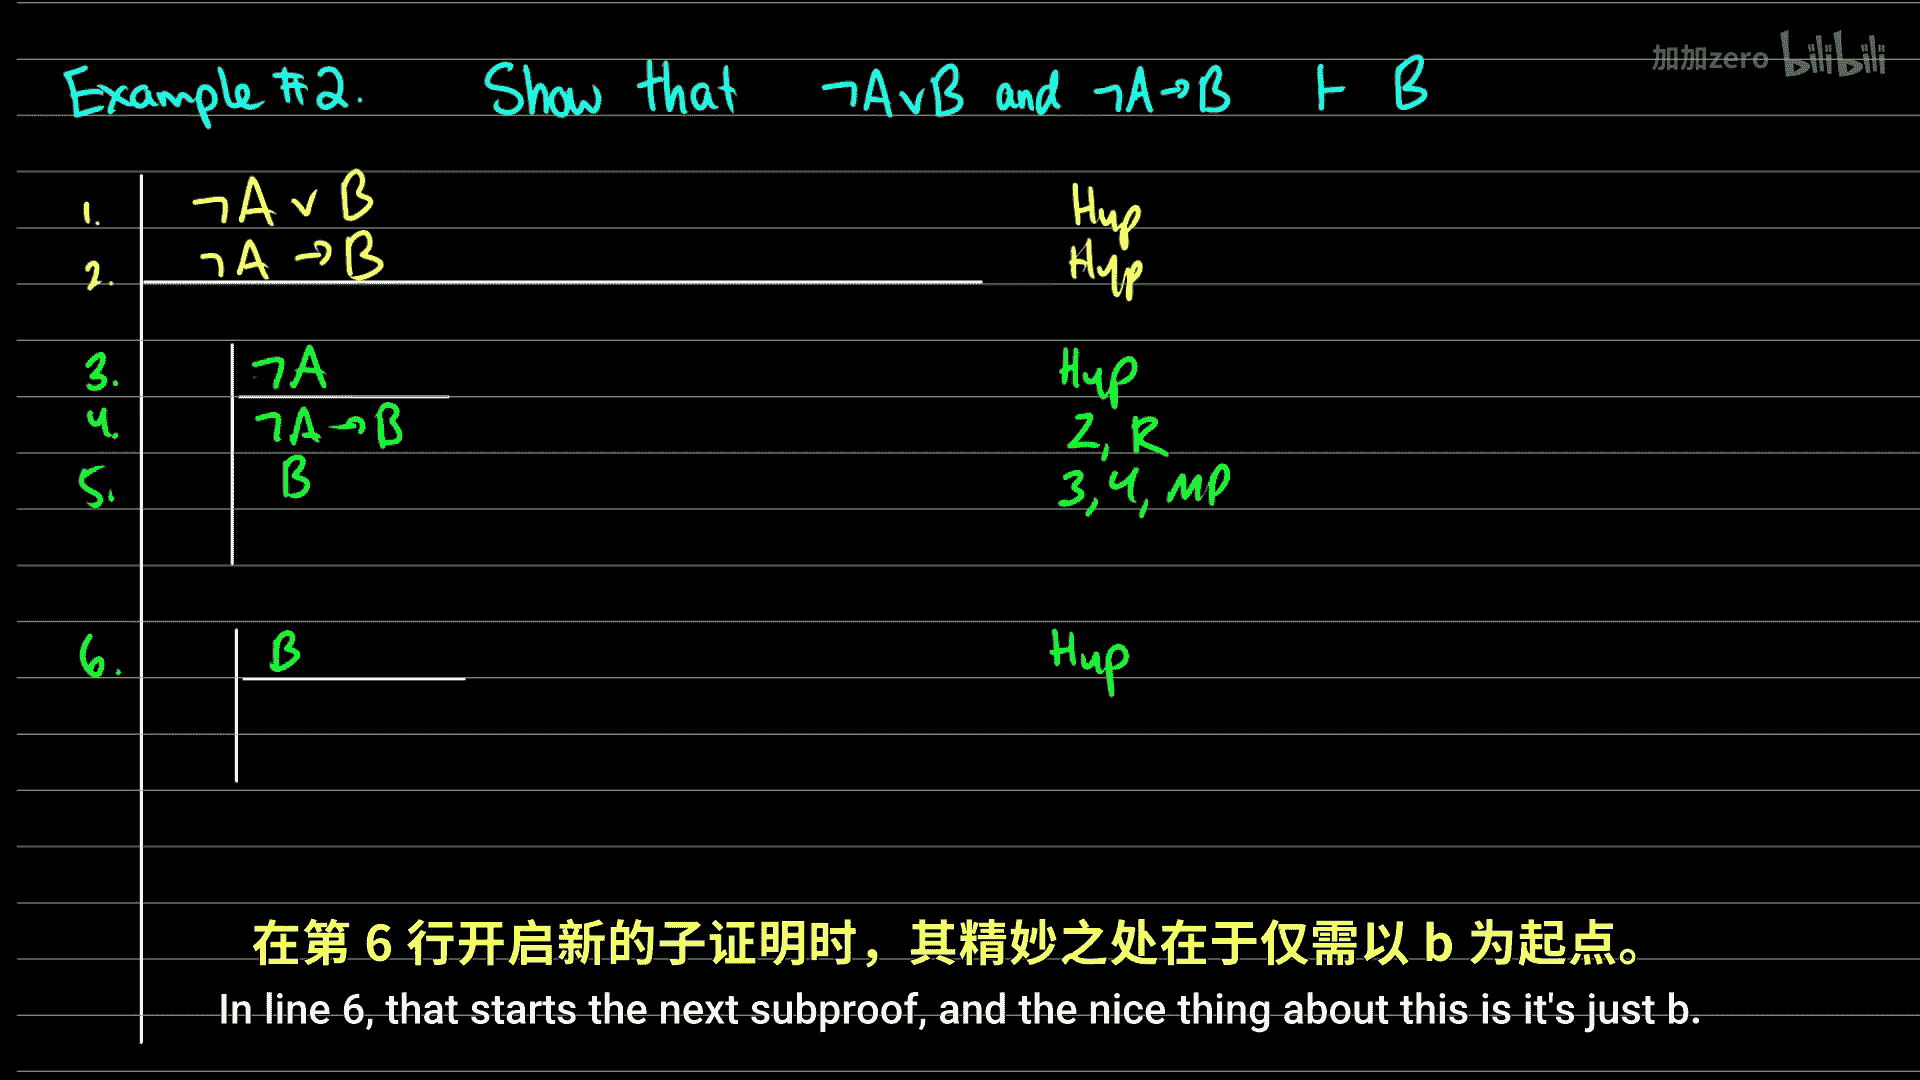 加加zero bilibili
Example #2. Show that ¬A∨B and ¬A→B ⊢ B
1. ¬A ∨ B Hyp
2. ¬A → B Hyp
3. ¬A Hyp
4. ¬A→B 2, R
5. B 3, 4, MP
6. B Hyp
在第 6 行开启新的子证明时，其精妙之处在于仅需以 b 为起点。
In line 6, that starts the next subproof, and the nice thing about this is it's just b.